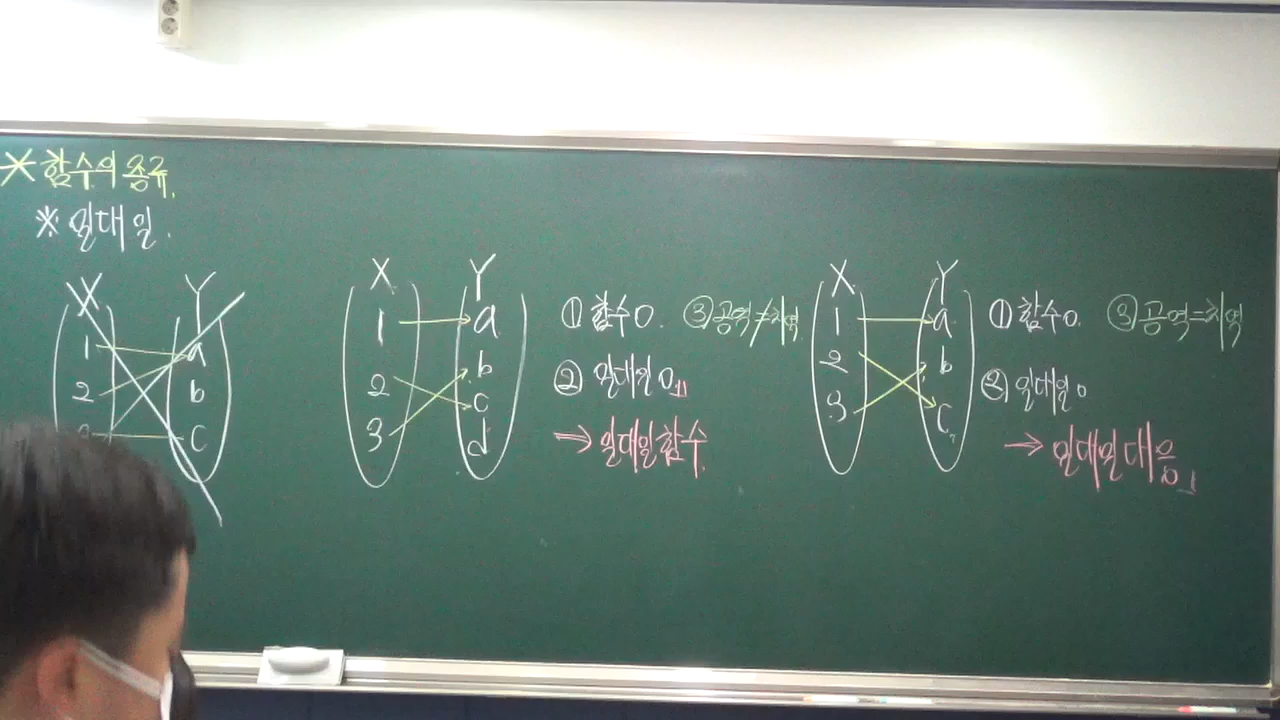 * 함수의 종류.
※ 일대일.
X Y
1 a
2 b
c
X Y
1 a
2 b
3 c
d
① 함수 O. ③ 공역≠치역
② 일대일 O
⇒ 일대일함수
X Y
1 a
2 b
3 c
① 함수 O. ③ 공역=치역
② 일대일 O
→ 일대일대응